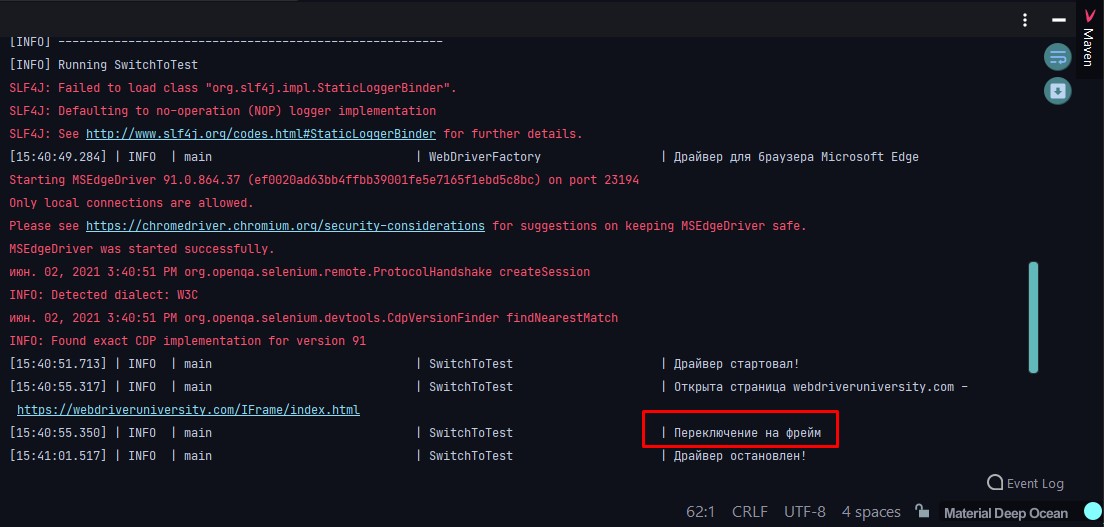 [INFO] -------------------------------------------------------
[INFO] Running SwitchToTest
SLF4J: Failed to load class "org.slf4j.impl.StaticLoggerBinder".
SLF4J: Defaulting to no-operation (NOP) logger implementation
SLF4J: See http://www.slf4j.org/codes.html#StaticLoggerBinder for further details.
[15:40:49.284] | INFO | main | WebDriverFactory | Драйвер для браузера Microsoft Edge
Starting MSEdgeDriver 91.0.864.37 (ef0020ad63bb4ffbb39001fe5e7165f1ebd5c8bc) on port 23194
Only local connections are allowed.
Please see https://chromedriver.chromium.org/security-considerations for suggestions on keeping MSEdgeDriver safe.
MSEdgeDriver was started successfully.
июн. 02, 2021 3:40:51 PM org.openqa.selenium.remote.ProtocolHandshake createSession
INFO: Detected dialect: W3C
июн. 02, 2021 3:40:51 PM org.openqa.selenium.devtools.CdpVersionFinder findNearestMatch
INFO: Found exact CDP implementation for version 91
[15:40:51.713] | INFO | main | SwitchToTest | Драйвер стартовал!
[15:40:55.317] | INFO | main | SwitchToTest | Открыта страница webdriveruniversity.com –
https://webdriveruniversity.com/IFrame/index.html
[15:40:55.350] | INFO | main | SwitchToTest | Переключение на фрейм
[15:41:01.517] | INFO | main | SwitchToTest | Драйвер остановлен!
Maven
Event Log
62:1 CRLF UTF-8 4 spaces Material Deep Ocean